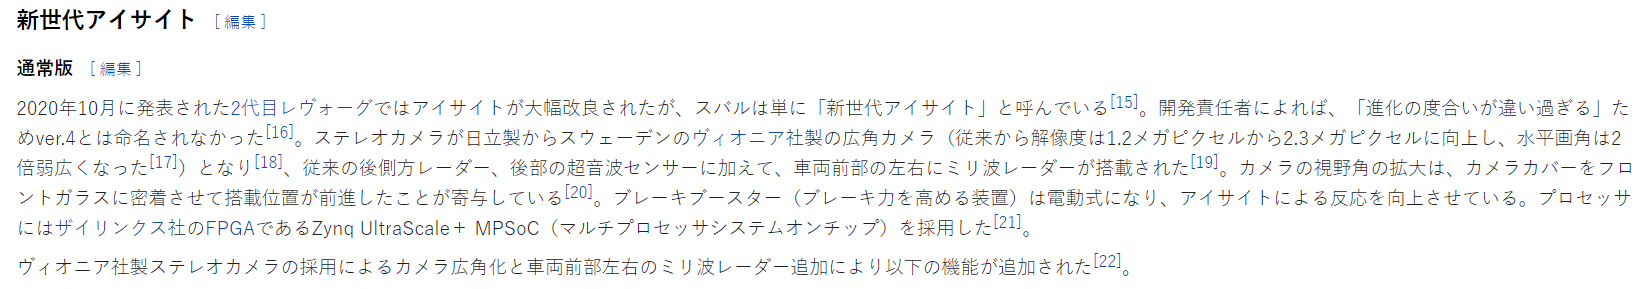 新世代アイサイト [編集]
通常版 [編集]
2020年10月に発表された2代目レヴォーグではアイサイトが大幅改良されたが、スバルは単に「新世代アイサイト」と呼んでいる[15]。開発責任者によれば、「進化の度合いが違い過ぎる」た
めver.4とは命名されなかった[16]。ステレオカメラが日立製からスウェーデンのヴィオニア社製の広角カメラ（従来から解像度は1.2メガピクセルから2.3メガピクセルに向上し、水平画角は2
倍弱広くなった[17]）となり[18]、従来の後側方レーダー、後部の超音波センサーに加えて、車両前部の左右にミリ波レーダーが搭載された[19]。カメラの視野角の拡大は、カメラカバーをフロ
ントガラスに密着させて搭載位置が前進したことが寄与している[20]。ブレーキブースター（ブレーキ力を高める装置）は電動式になり、アイサイトによる反応を向上させている。プロセッサ
にはザイリンクス社のFPGAであるZynq UltraScale＋ MPSoC（マルチプロセッサシステムオンチップ）を採用した[21]。
ヴィオニア社製ステレオカメラの採用によるカメラ広角化と車両前部左右のミリ波レーダー追加により以下の機能が追加された[22]。